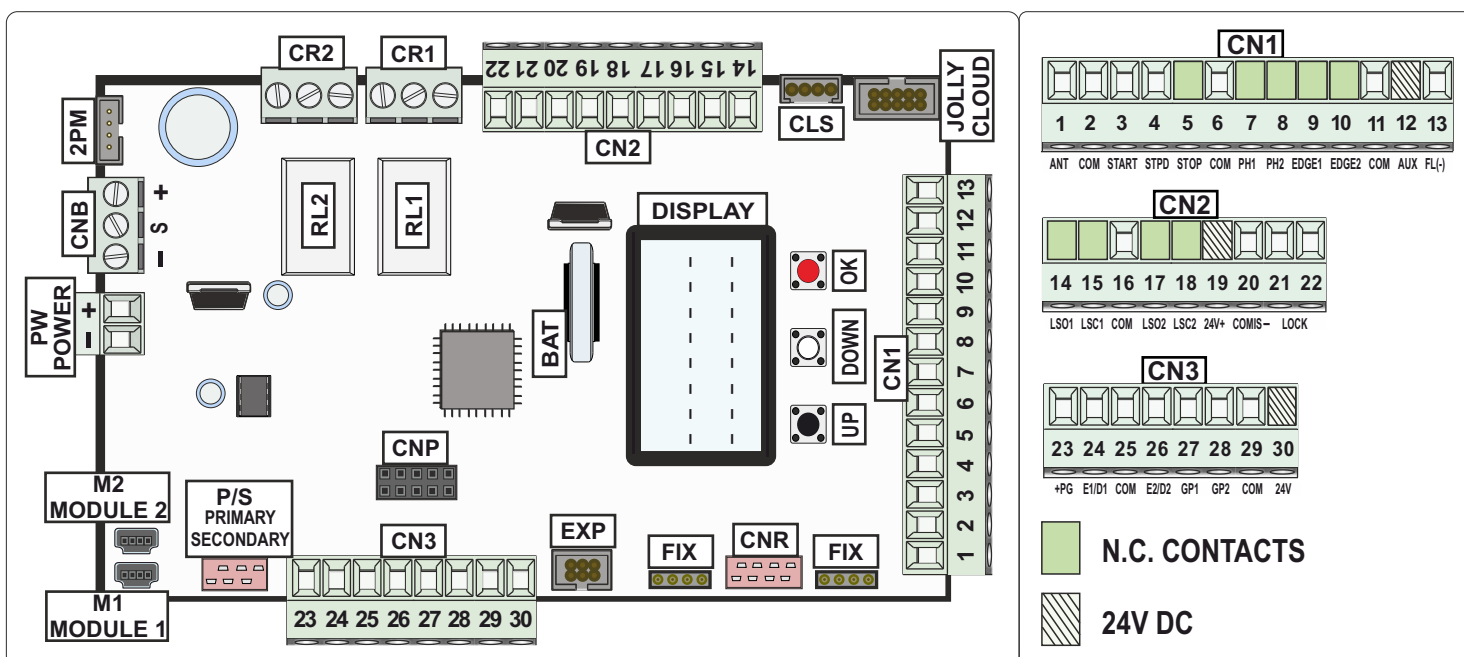 CR2
CR1
22 21 20 19 18 17 16 15 14
CN2
CLS
JOLLY
CLOUD
2PM
CNB
+
S
−
PW
POWER
+
−
RL2
RL1
BAT
DISPLAY
OK
DOWN
UP
13
12
11
10
9
8
7
6
5
4
3
2
1
CN1
CNP
M2
MODULE 2
P/S
PRIMARY
SECONDARY
M1
MODULE 1
CN3
23 24 25 26 27 28 29 30
EXP
FIX
CNR
FIX
CN1
1 2 3 4 5 6 7 8 9 10 11 12 13
ANT COM START STPD STOP COM PH1 PH2 EDGE1 EDGE2 COM AUX FL(-)
CN2
14 15 16 17 18 19 20 21 22
LSO1 LSC1 COM LSO2 LSC2 24V+ COMIS− LOCK
CN3
23 24 25 26 27 28 29 30
+PG E1/D1 COM E2/D2 GP1 GP2 COM 24V
N.C. CONTACTS
24V DC